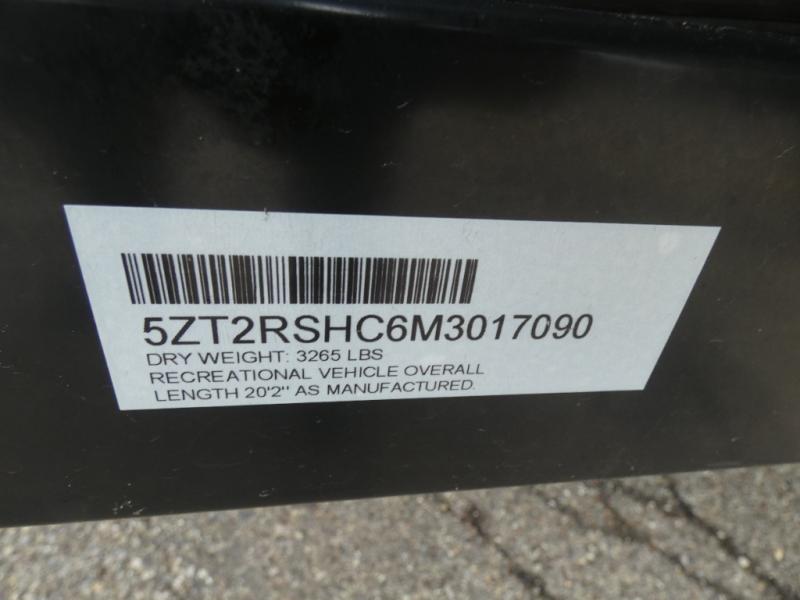 5ZT2RSHC6M3017090
DRY WEIGHT: 3265 LBS
RECREATIONAL VEHICLE OVERALL
LENGTH 20'2" AS MANUFACTURED.